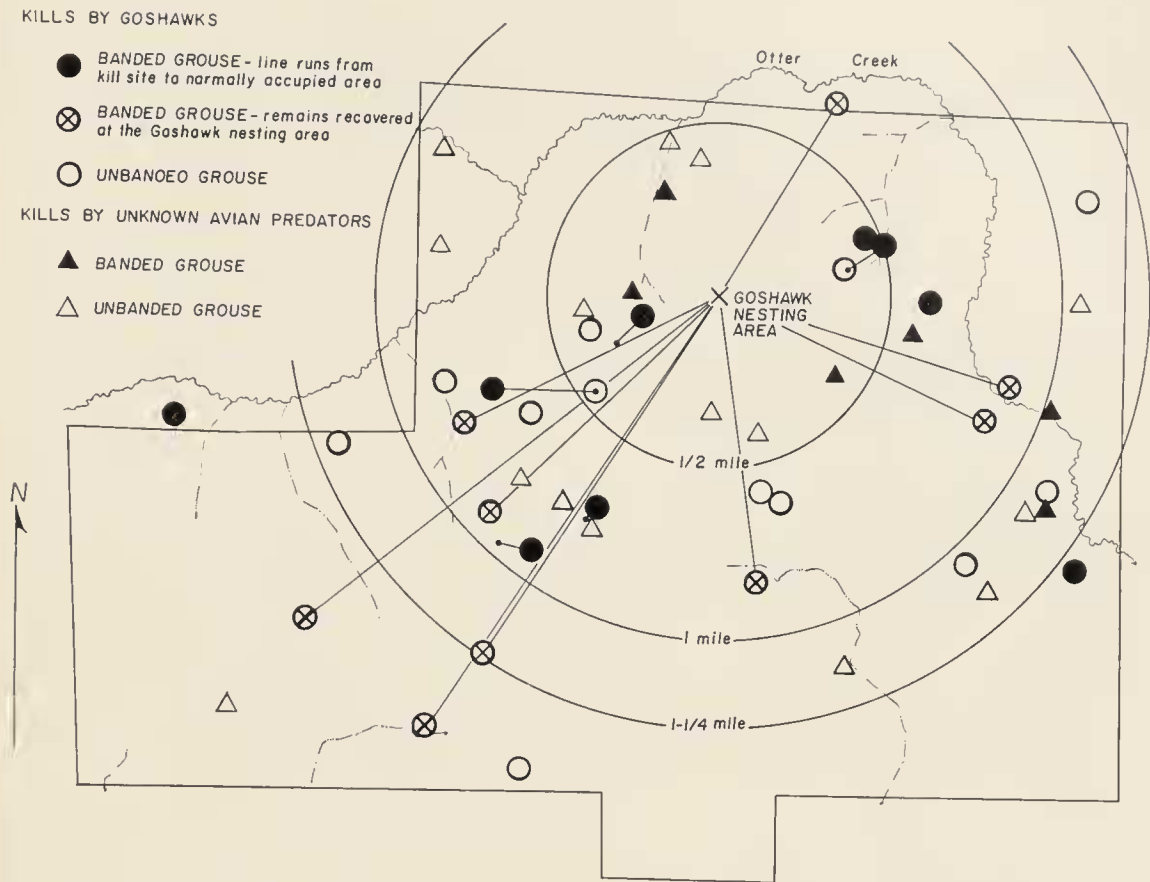 KILLS BY GOSHAWKS
BANDED GROUSE - line runs from
kill site to normally accupied area
BANDED GROUSE - remains recovered
at the Goshawk nesting area
UNBANOEO GROUSE
KILLS BY UNKNOWN AVIAN PREDATORS
BANDED GROUSE
UNBANDED GROUSE
Otter Creek
GOSHAWK
NESTING
AREA
1/2 mile
N
1 mile
1-1/4 mile